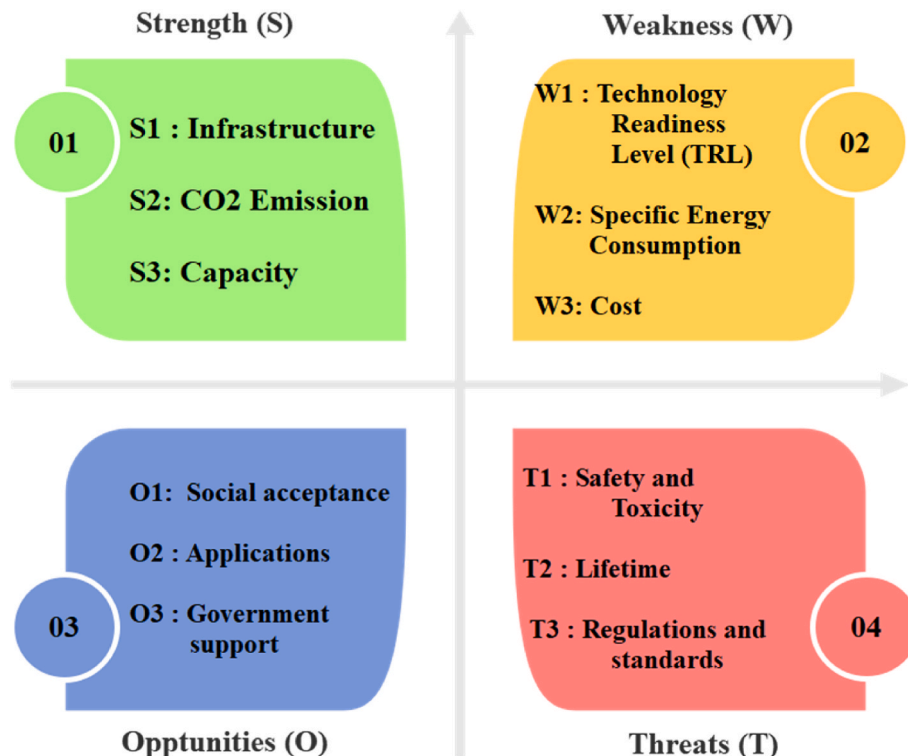 Strength (S)
01
S1 : Infrastructure
S2: CO2 Emission
S3: Capacity
Weakness (W)
02
W1 : Technology
Readiness
Level (TRL)
W2: Specific Energy
Consumption
W3: Cost
03
O1: Social acceptance
O2 : Applications
O3 : Government
support
Opptunities (O)
04
T1 : Safety and
Toxicity
T2 : Lifetime
T3 : Regulations and
standards
Threats (T)